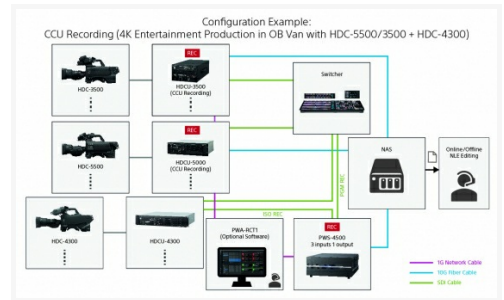 Configuration Example:
CCU Recording (4K Entertainment Production in OB Van with HDC-5500/3500 + HDC-4300)
REC
HDC-3500
HDCU-3500
(CCU Recording)
Switcher
REC
HDC-5500
HDCU-5000
(CCU Recording)
NAS
Online/Offline
NLE Editing
PGM REC
ISO REC
HDC-4300
HDCU-4300
PWA-RCT1
(Optional Software)
REC
PWS-4500
3 inputs 1 output
1G Network Cable
10G Fiber Cable
SDI Cable